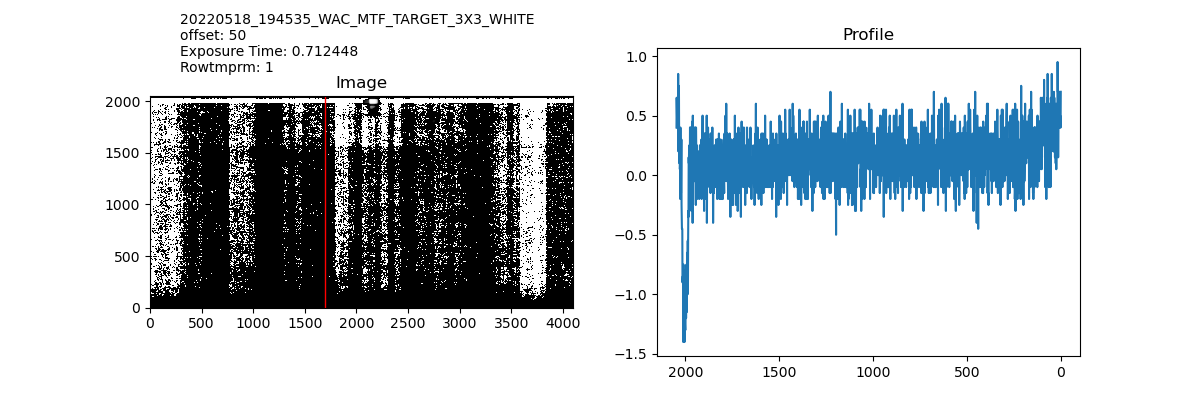 20220518_194535_WAC_MTF_TARGET_3X3_WHITE
offset: 50
Exposure Time: 0.712448
Rowtmprm: 1
Image
2000
1500
1000
500
0
0 500 1000 1500 2000 2500 3000 3500 4000
Profile
1.0
0.5
0.0
−0.5
−1.0
−1.5
2000 1500 1000 500 0